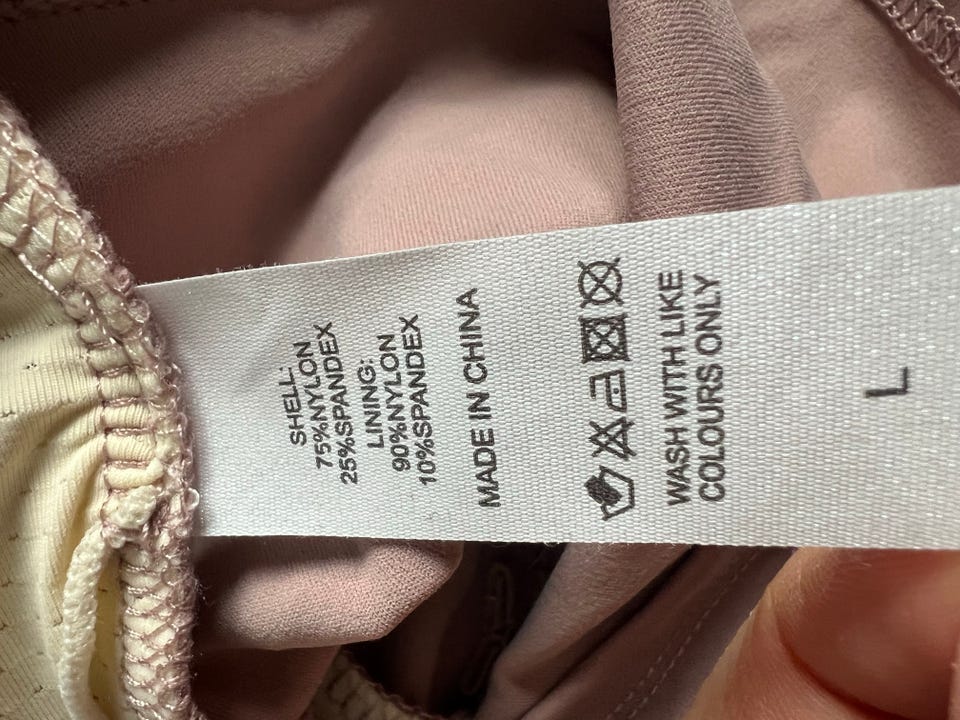 SHELL:
75%NYLON
25%SPANDEX
LINING:
90%NYLON
10%SPANDEX
MADE IN CHINA
WASH WITH LIKE
COLOURS ONLY
L